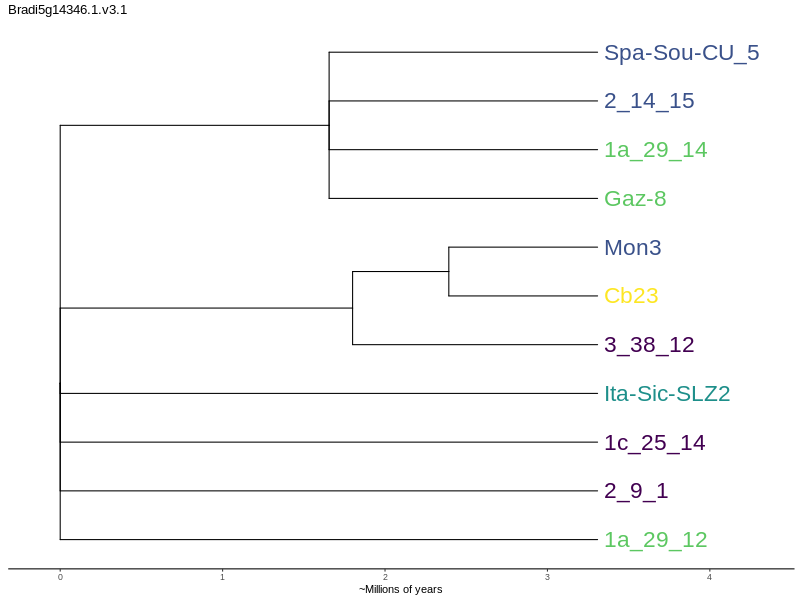 Bradi5g14346.1.v3.1
Spa-Sou-CU_5
2_14_15
1a_29_14
Gaz-8
Mon3
Cb23
3_38_12
Ita-Sic-SLZ2
1c_25_14
2_9_1
1a_29_12
0 1 2 3 4
~Millions of years